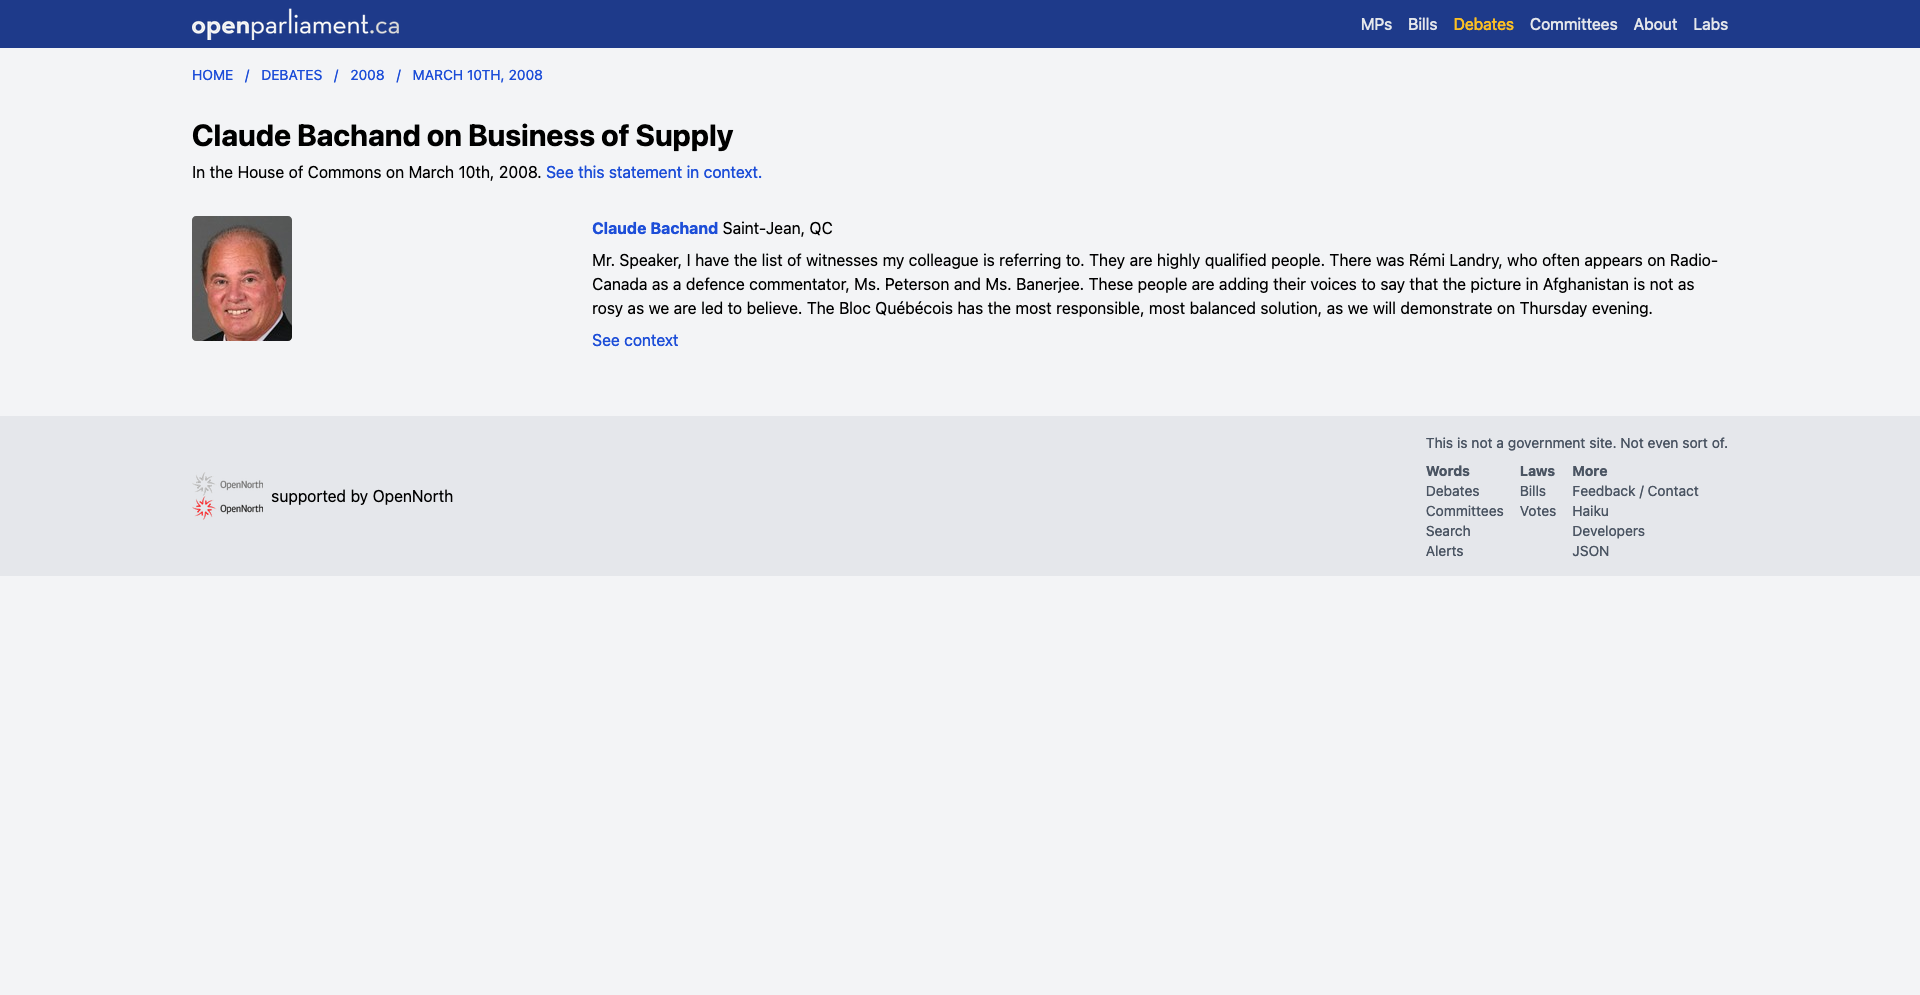 openparliament.ca
MPs Bills Debates Committees About Labs
HOME / DEBATES / 2008 / MARCH 10TH, 2008
Claude Bachand on Business of Supply
In the House of Commons on March 10th, 2008. See this statement in context.
Claude Bachand Saint-Jean, QC
Mr. Speaker, I have the list of witnesses my colleague is referring to. They are highly qualified people. There was Rémi Landry, who often appears on Radio-
Canada as a defence commentator, Ms. Peterson and Ms. Banerjee. These people are adding their voices to say that the picture in Afghanistan is not as
rosy as we are led to believe. The Bloc Québécois has the most responsible, most balanced solution, as we will demonstrate on Thursday evening.
See context
OpenNorth
OpenNorth
supported by OpenNorth
This is not a government site. Not even sort of.
Words
Debates
Committees
Search
Alerts
Laws
Bills
Votes
More
Feedback / Contact
Haiku
Developers
JSON